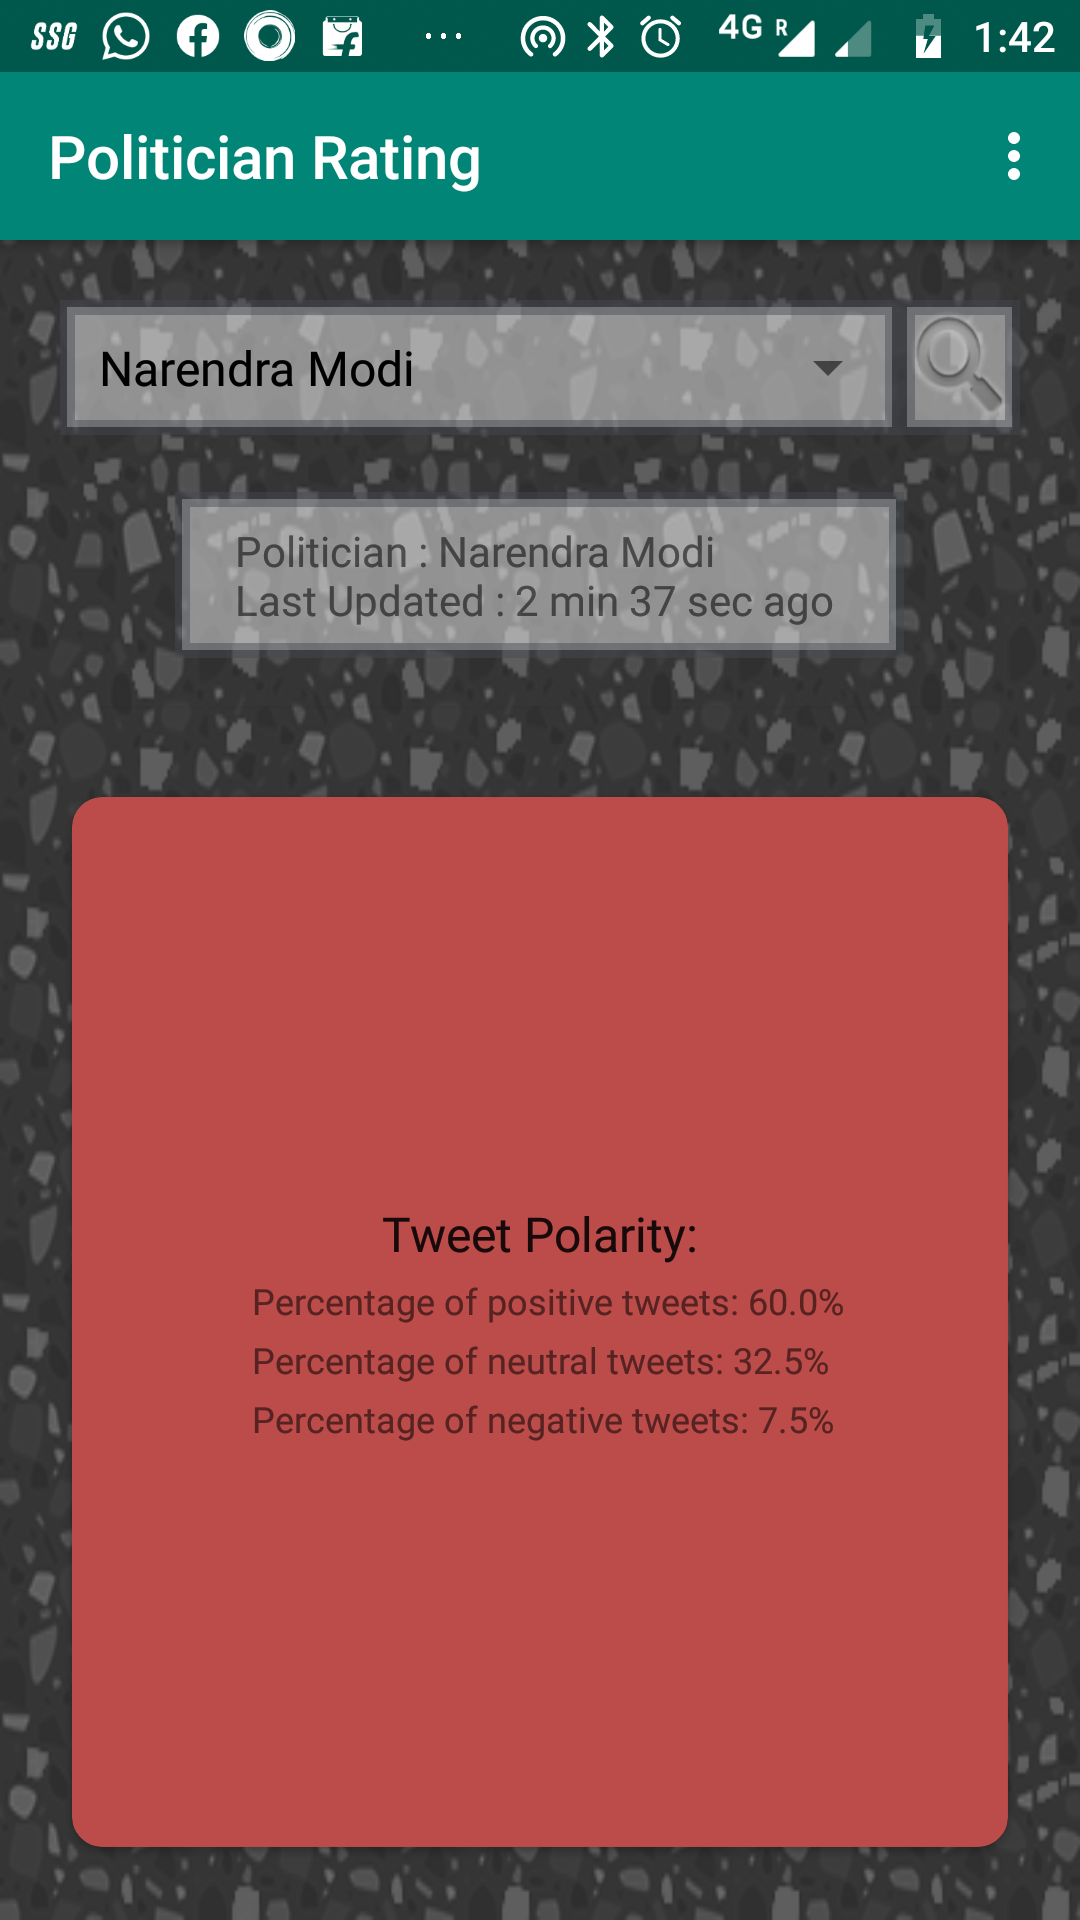 SSG
4G R
1:42
Politician Rating
Narendra Modi
Politician : Narendra Modi
Last Updated : 2 min 37 sec ago
Tweet Polarity:
Percentage of positive tweets: 60.0%
Percentage of neutral tweets: 32.5%
Percentage of negative tweets: 7.5%